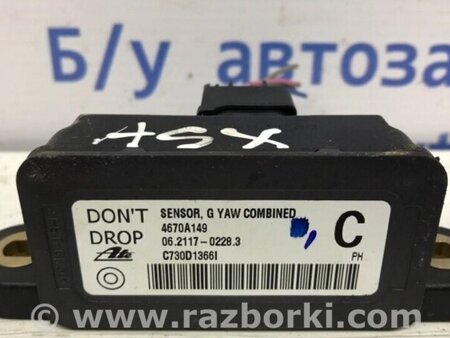 Б/у автоза
ASX
DON'T DROP
SENSOR, G YAW COMBINED
4670A149
06.2117-0228.3
C730D1366I
Ate
C
PH
www.razborki.com